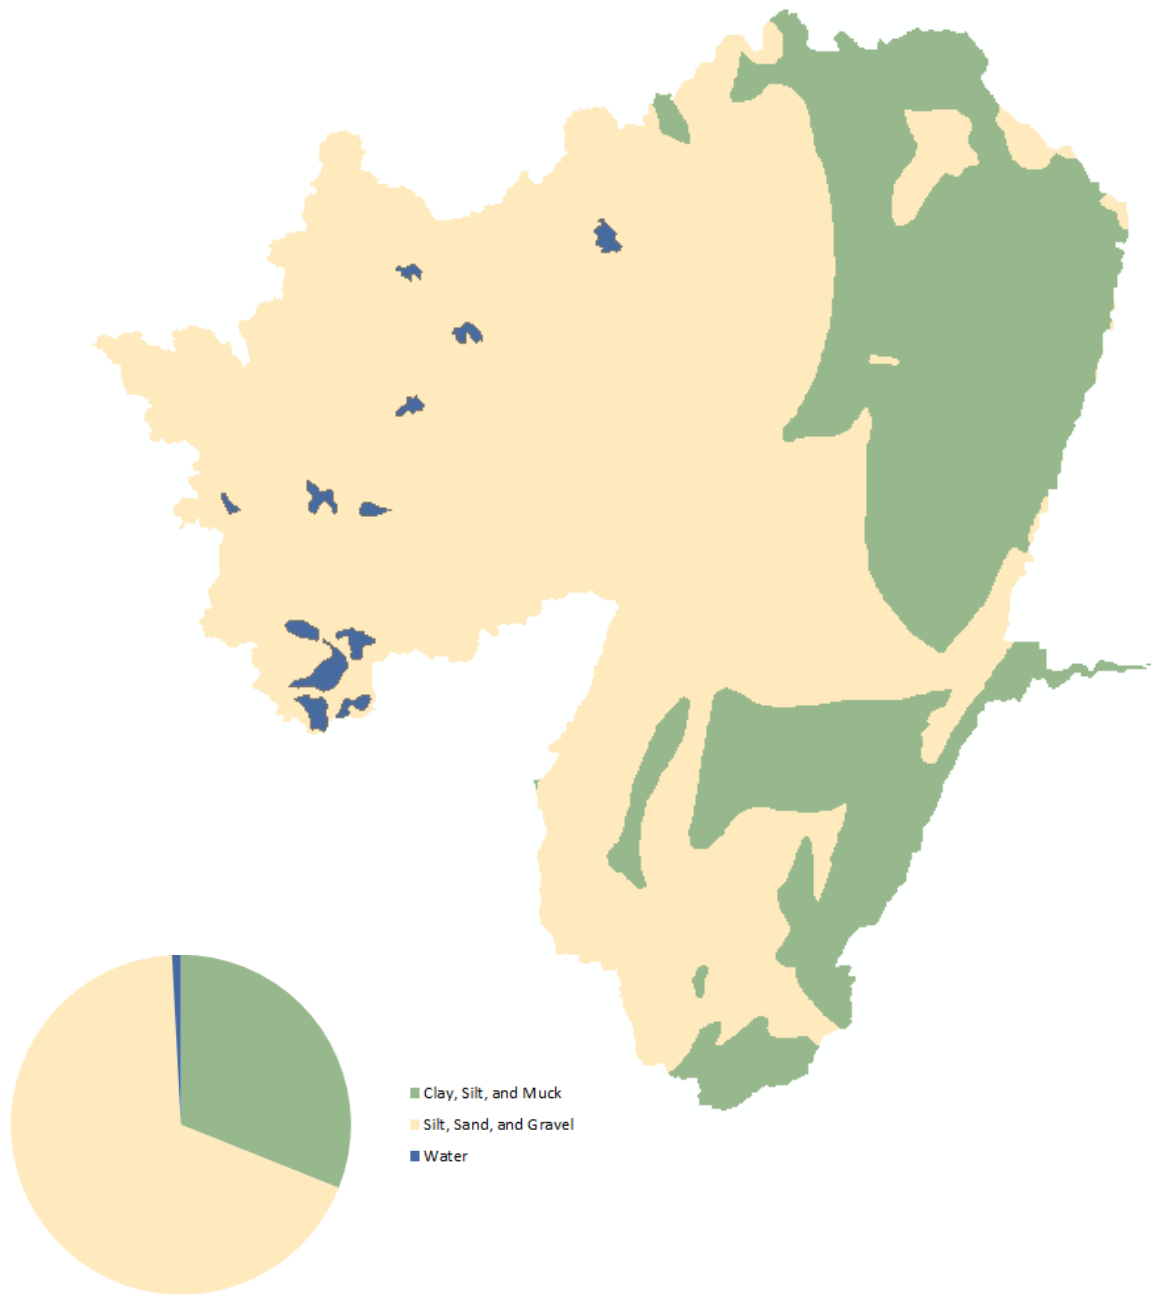 Clay, Silt, and Muck
Silt, Sand, and Gravel
Water